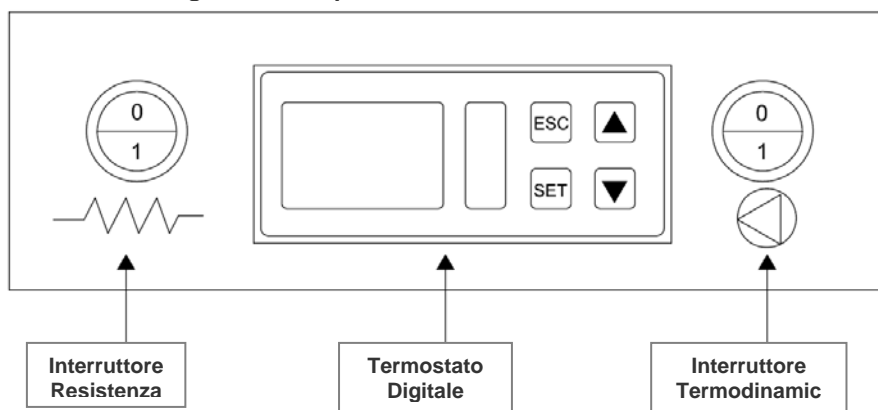 0
1
ESC
SET
0
1
Interruttore
Resistenza
Termostato
Digitale
Interruttore
Termodinamic